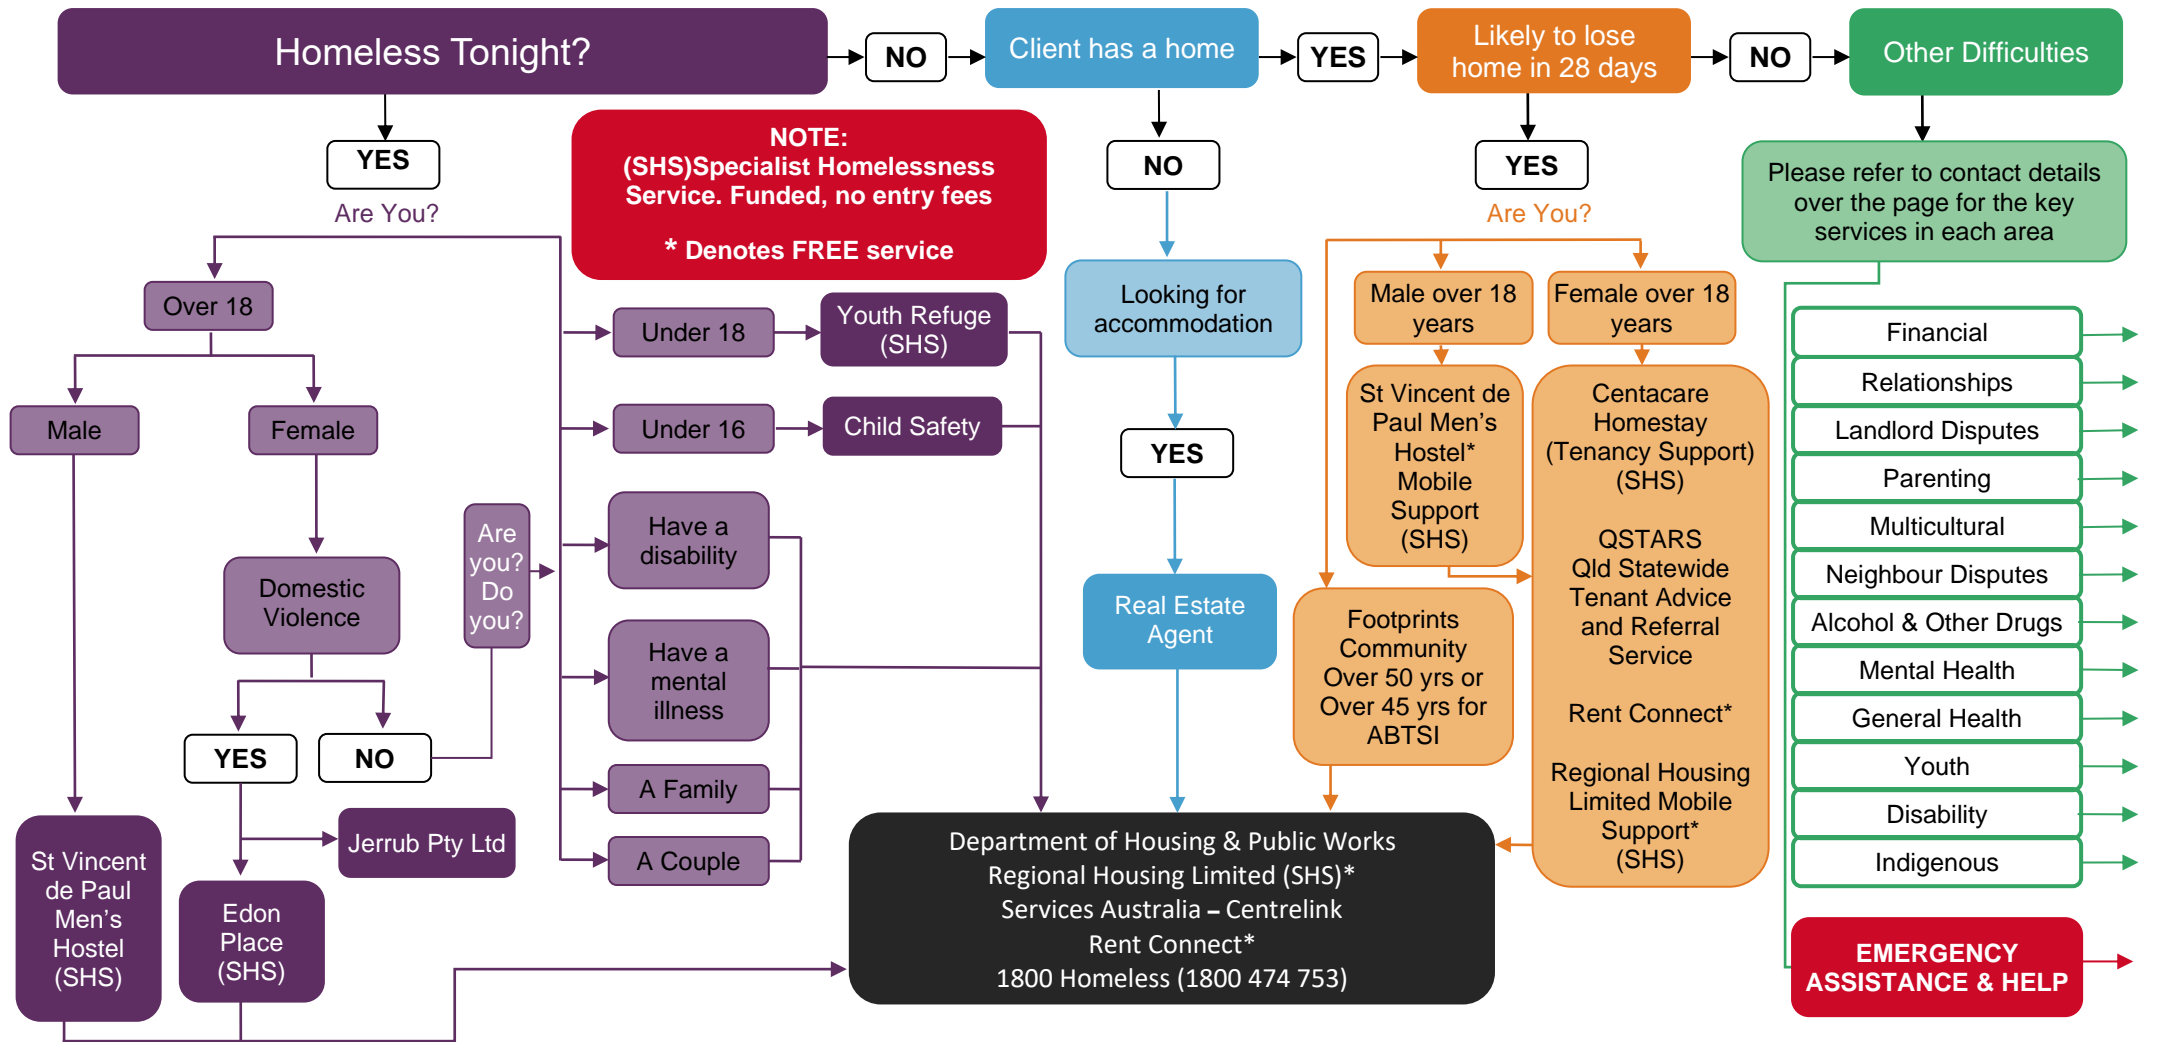 Homeless Tonight?
NO
Client has a home
YES
Likely to lose
home in 28 days
NO
Other Difficulties
YES
Are You?
NOTE:
(SHS)Specialist Homelessness
Service. Funded, no entry fees
* Denotes FREE service
NO
YES
Are You?
Please refer to contact details
over the page for the key
services in each area
Over 18
Male
Female
Domestic
Violence
YES
NO
Are
you?
Do
you?
St Vincent
de Paul
Men's
Hostel
(SHS)
Edon
Place
(SHS)
Jerrub Pty Ltd
Under 18
Youth Refuge
(SHS)
Under 16
Child Safety
Have a
disability
Have a
mental
illness
A Family
A Couple
Looking for
accommodation
YES
Real Estate
Agent
Male over 18
years
Female over 18
years
St Vincent de
Paul Men's
Hostel*
Mobile
Support
(SHS)
Centacare
Homestay
(Tenancy Support)
(SHS)
QSTARS
Qld Statewide
Tenant Advice
and Referral
Service
Rent Connect*
Regional Housing
Limited Mobile
Support*
(SHS)
Footprints
Community
Over 50 yrs or
Over 45 yrs for
ABTSI
Department of Housing & Public Works
Regional Housing Limited (SHS)*
Services Australia – Centrelink
Rent Connect*
1800 Homeless (1800 474 753)
Financial
Relationships
Landlord Disputes
Parenting
Multicultural
Neighbour Disputes
Alcohol & Other Drugs
Mental Health
General Health
Youth
Disability
Indigenous
EMERGENCY
ASSISTANCE & HELP